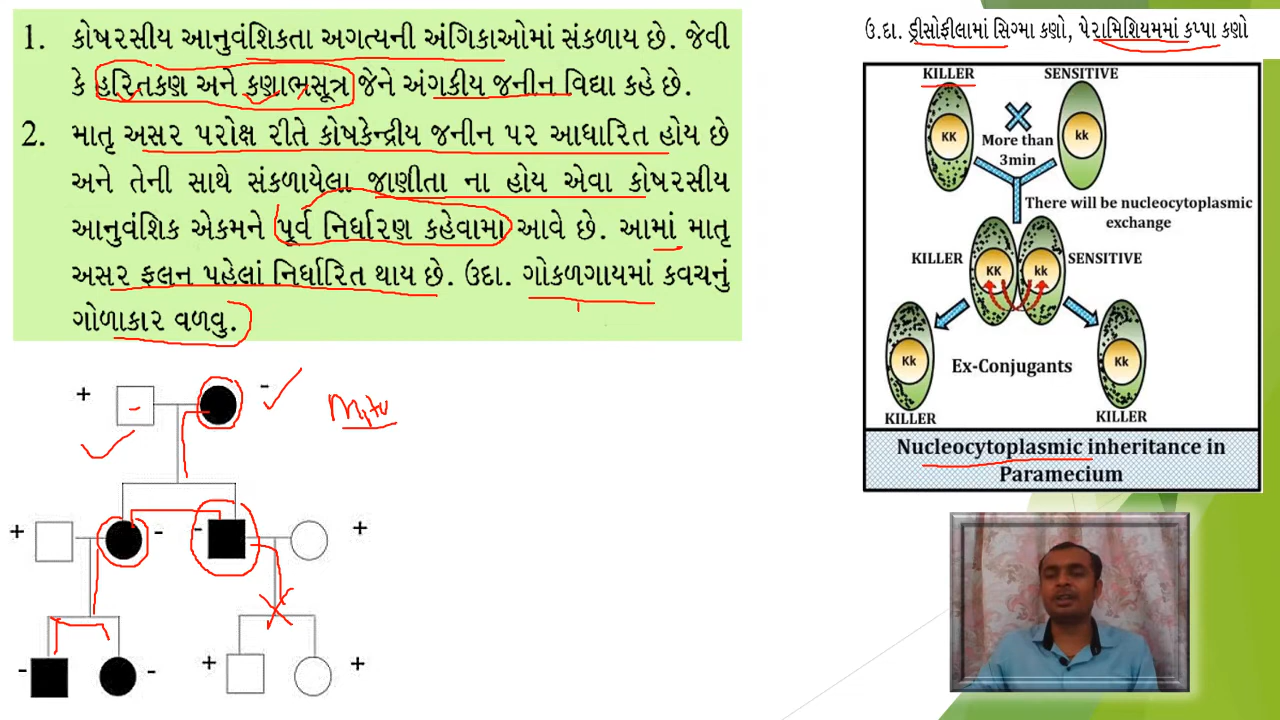 1. કોષરસીય આનુવંશિકતા અગત્યની અંગિકાઓમાં સંકળાય છે. જેવી
કે હરિતકણ અને કણાભસૂત્ર જેને અંગકીય જનીન વિદ્યા કહે છે.
2. માતૃ અસર પરોક્ષ રીતે કોષકેન્દ્રીય જનીન પર આધારિત હોય છે
અને તેની સાથે સંકળાયેલા જાણીતા ના હોય એવા કોષરસીય
આનુવંશિક એકમને પૂર્વ નિર્ધારણ કહેવામા આવે છે. આમાં માતૃ
અસર ફલન પહેલાં નિર્ધારિત થાય છે. ઉદા. ગોકળગાયમાં કવચનું
ગોળાકાર વળવુ.
+ -
+ - - +
- - + +
ઉ.દા. ડ્રીસોફીલામાં સિગ્મા કણો, પેરામિશિયમમાં કપ્પા કણો
KILLER SENSITIVE
KK kk
More than
3min
There will be nucleocytoplasmic
exchange
KILLER KK kk SENSITIVE
Kk Kk
Ex-Conjugants
KILLER KILLER
Nucleocytoplasmic inheritance in
Paramecium